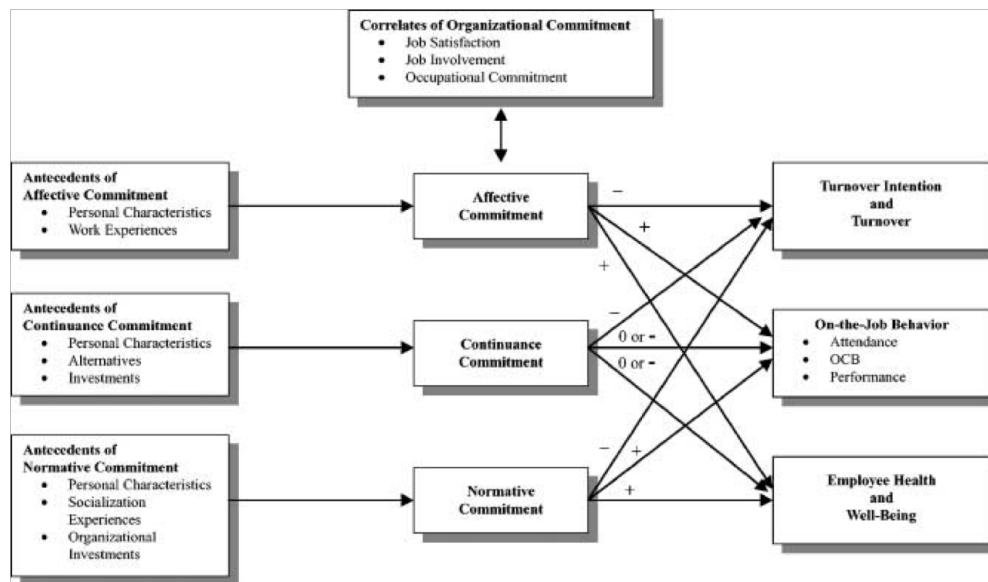 Correlates of Organizational Commitment
• Job Satisfaction
• Job Involvement
• Occupational Commitment
Antecedents of
Affective Commitment
• Personal Characteristics
• Work Experiences
Affective
Commitment
Turnover Intention
and
Turnover
−
+
+
Antecedents of
Continuance Commitment
• Personal Characteristics
• Alternatives
• Investments
Continuance
Commitment
−
0 or -
0 or -
On-the-Job Behavior
• Attendance
• OCB
• Performance
Antecedents of
Normative Commitment
• Personal Characteristics
• Socialization
Experiences
• Organizational
Investments
Normative
Commitment
−
+
+
Employee Health
and
Well-Being